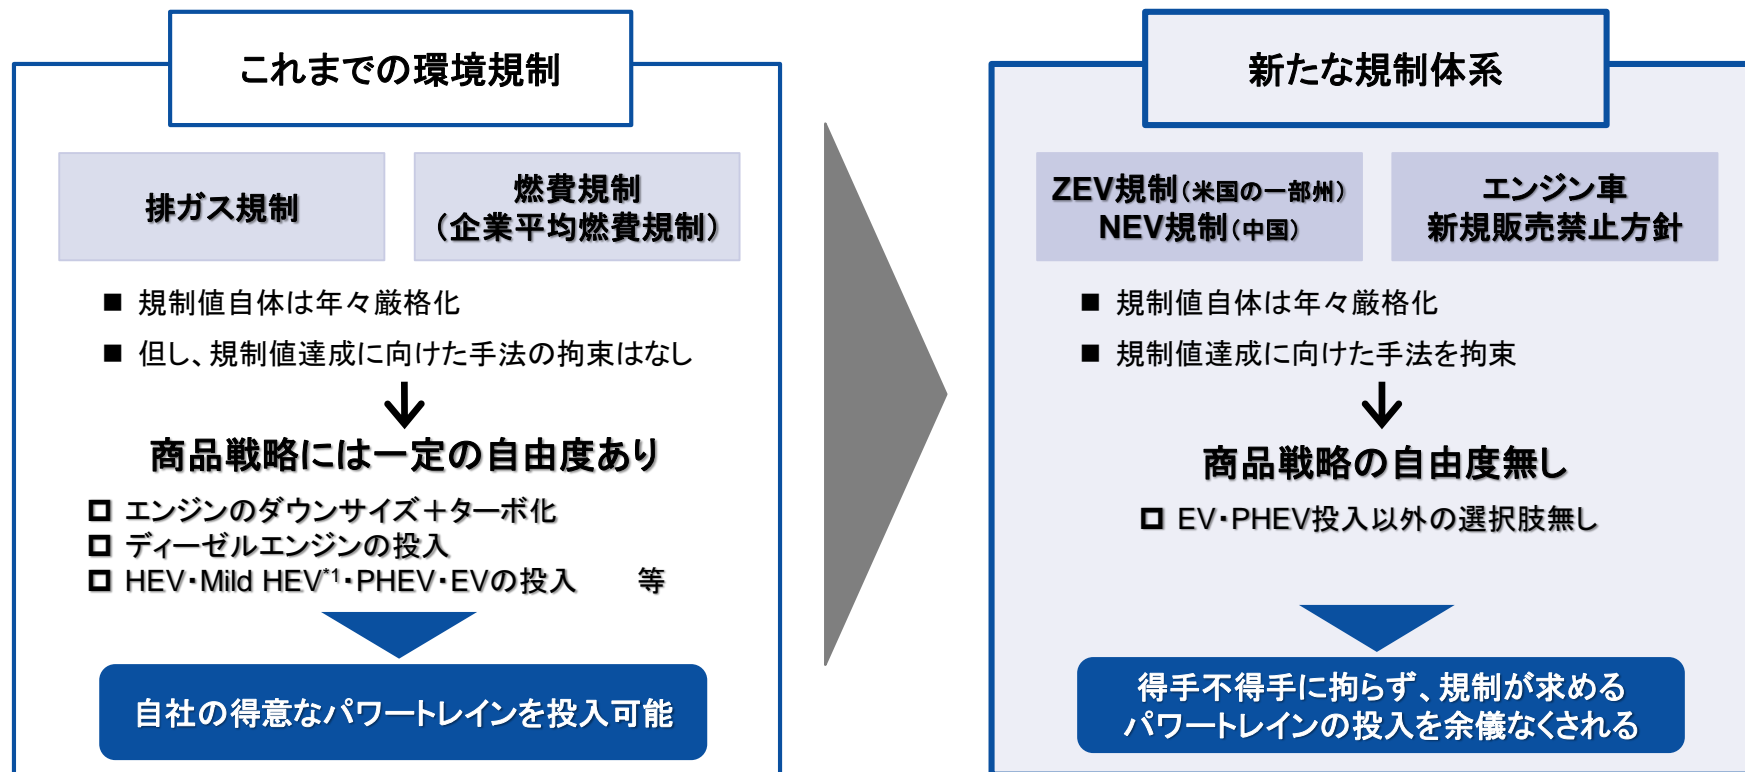 これまでの環境規制
排ガス規制
燃費規制
（企業平均燃費規制）
■ 規制値自体は年々厳格化
■ 但し、規制値達成に向けた手法の拘束はなし
商品戦略には一定の自由度あり
エンジンのダウンサイズ＋ターボ化
ディーゼルエンジンの投入
HEV・Mild HEV*1・PHEV・EVの投入 等
自社の得意なパワートレインを投入可能
新たな規制体系
ZEV規制（米国の一部州）
NEV規制（中国）
エンジン車
新規販売禁止方針
■ 規制値自体は年々厳格化
■ 規制値達成に向けた手法を拘束
商品戦略の自由度無し
EV・PHEV投入以外の選択肢無し
得手不得手に拘らず、規制が求める
パワートレインの投入を余儀なくされる